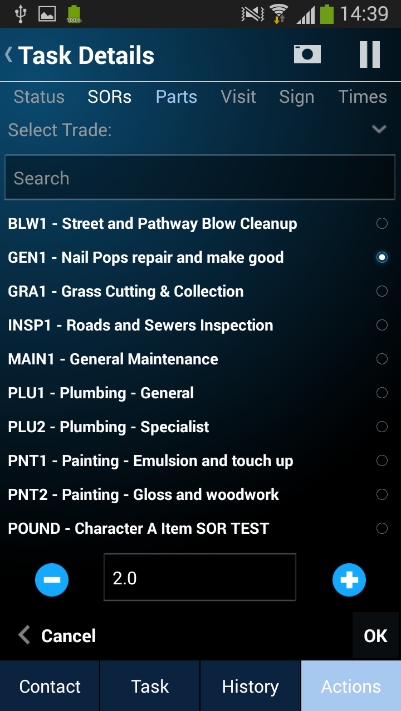 14:39
Task Details
Status SORs Parts Visit Sign Times
Select Trade:
Search
BLW1 - Street and Pathway Blow Cleanup
GEN1 - Nail Pops repair and make good
GRA1 - Grass Cutting & Collection
INSP1 - Roads and Sewers Inspection
MAIN1 - General Maintenance
PLU1 - Plumbing - General
PLU2 - Plumbing - Specialist
PNT1 - Painting - Emulsion and touch up
PNT2 - Painting - Gloss and woodwork
POUND - Character A Item SOR TEST
2.0
Cancel OK
Contact Task History Actions